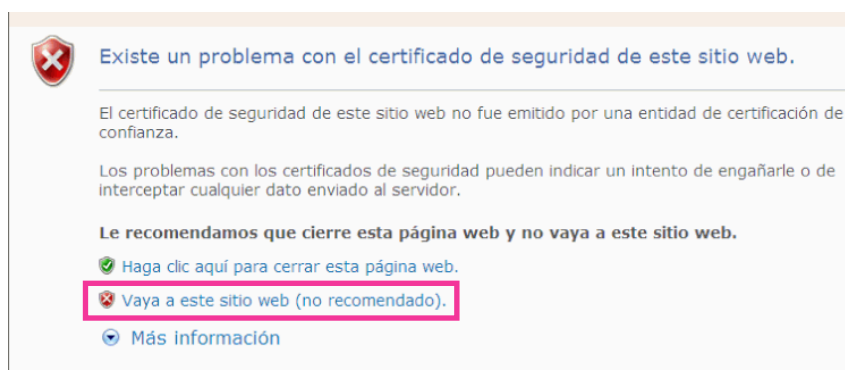 Existe un problema con el certificado de seguridad de este sitio web.
El certificado de seguridad de este sitio web no fue emitido por una entidad de certificación de
confianza.
Los problemas con los certificados de seguridad pueden indicar un intento de engañarle o de
interceptar cualquier dato enviado al servidor.
Le recomendamos que cierre esta página web y no vaya a este sitio web.
Haga clic aquí para cerrar esta página web.
Vaya a este sitio web (no recomendado).
Más información